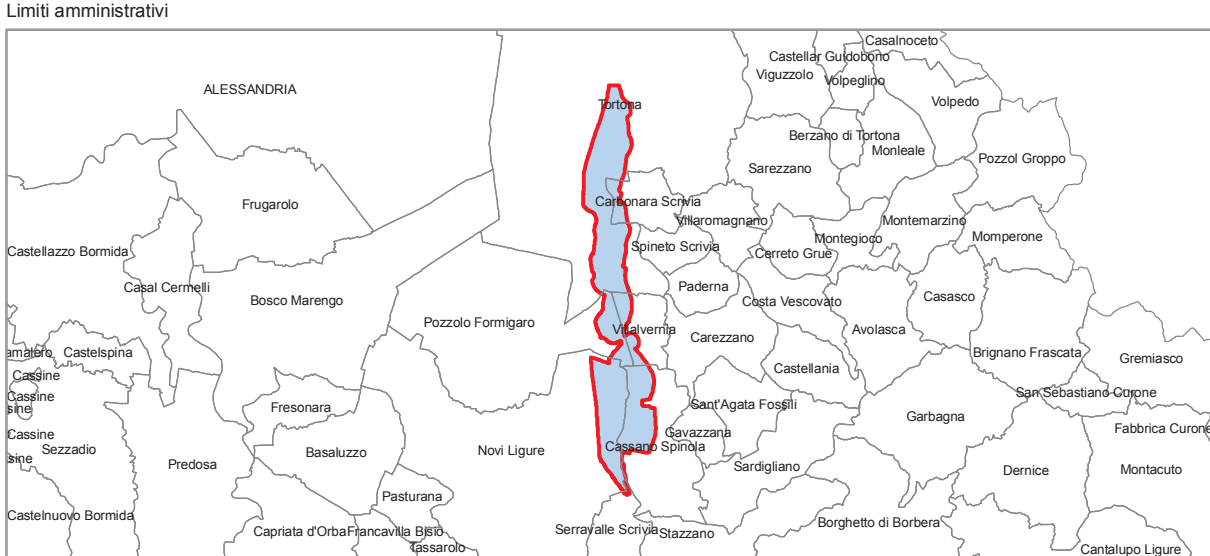 Limiti amministrativi
Casalnoceto
Castellar Guidobono
Viguzzolo
Volpeglino
ALESSANDRIA
Volpedo
Tortona
Berzano di Tortona
Monleale
Pozzol Groppo
Sarezzano
Frugarolo
Carbonara Scrivia
Villaromagnano
Montemarzino
Montegioco
Momperone
Castellazzo Bormida
Spineto Scrivia
Cerreto Grue
Casal Cermelli
Paderna
Bosco Marengo
Costa Vescovato
Casasco
Pozzolo Formigaro
Villalvernia
Carezzano
Avolasca
amalero
Castelspina
Brignano Frascata
Gremiasco
Castellania
Cassine
Cassine
sine
Fresonara
Sant'Agata Fossili
San Sebastiano Curone
Garbagna
Cassine
Gavazzana
Fabbrica Curone
Sezzadio
Basaluzzo
Novi Ligure
Cassano Spinola
sine
Predosa
Sardigliano
Dernice
Montacuto
Pasturana
Castelnuovo Bormida
Capriata d'Orba
Francavilla Bisio
Serravalle Scrivia
Stazzano
Borghetto di Borbera
Tassarolo
Cantalupo Ligure